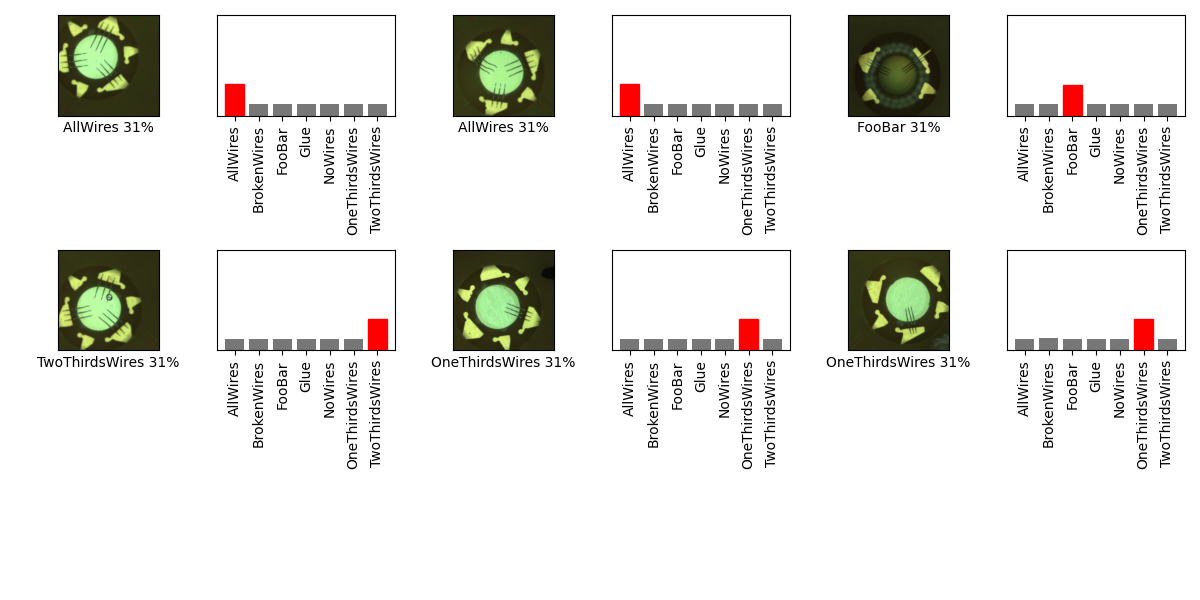 AllWires 31%
AllWires
BrokenWires
FooBar
Glue
NoWires
OneThirdsWires
TwoThirdsWires
AllWires 31%
AllWires
BrokenWires
FooBar
Glue
NoWires
OneThirdsWires
TwoThirdsWires
FooBar 31%
AllWires
BrokenWires
FooBar
Glue
NoWires
OneThirdsWires
TwoThirdsWires
TwoThirdsWires 31%
AllWires
BrokenWires
FooBar
Glue
NoWires
OneThirdsWires
TwoThirdsWires
OneThirdsWires 31%
AllWires
BrokenWires
FooBar
Glue
NoWires
OneThirdsWires
TwoThirdsWires
OneThirdsWires 31%
AllWires
BrokenWires
FooBar
Glue
NoWires
OneThirdsWires
TwoThirdsWires